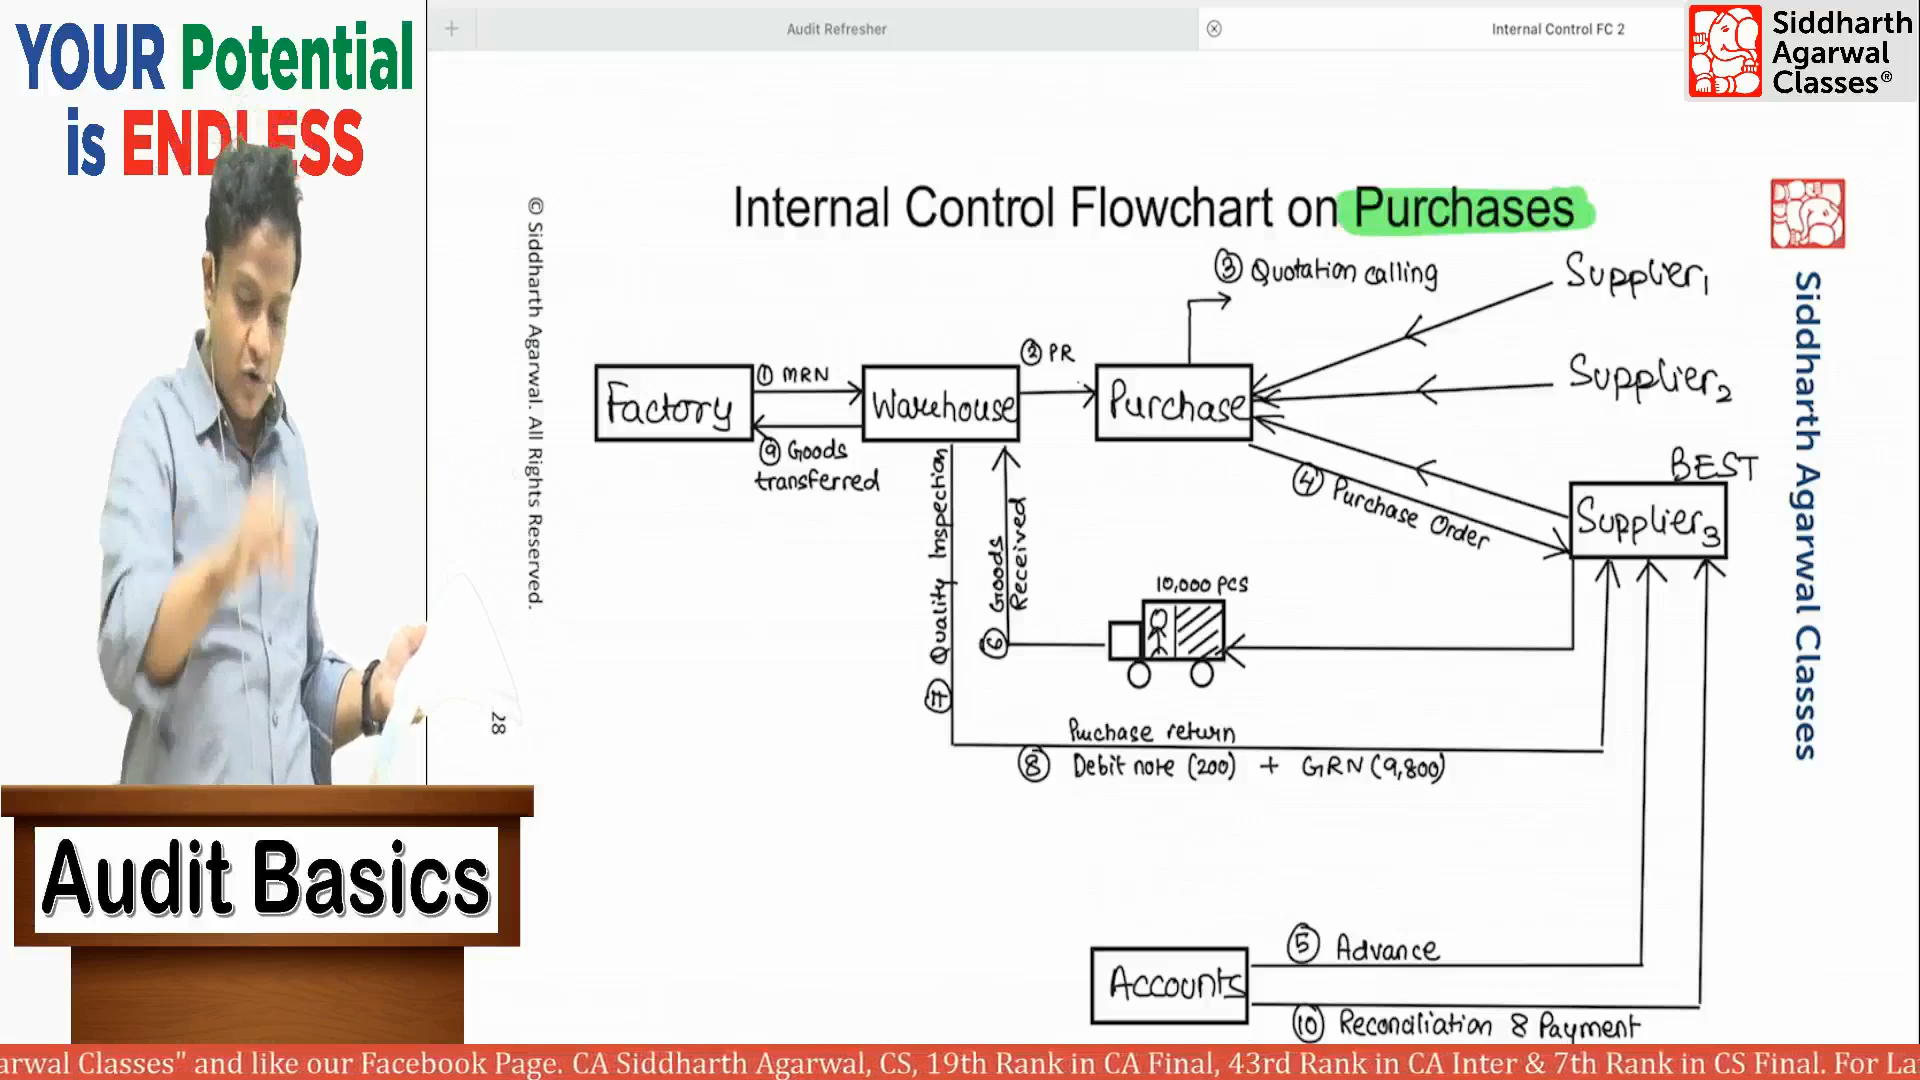 YOUR Potential
is ENDLESS
Audit Refresher
Internal Control FC 2
Siddharth
Agarwal
Classes®
Internal Control Flowchart on Purchases
© Siddharth Agarwal. All Rights Reserved.
28
Siddharth Agarwal Classes
③ Quotation calling
Supplier1
Supplier2
BEST
Supplier3
Factory
① MRN
Warehouse
② PR
Purchase
⑨ Goods
transferred
④ Purchase Order
⑦ Quality Inspection
⑥ Goods
Received
10,000 PCS
Purchase return
⑧ Debit note (200) + GRN (9,800)
Accounts
⑤ Advance
⑩ Reconciliation & Payment
Audit Basics
arwal Classes" and like our Facebook Page. CA Siddharth Agarwal, CS, 19th Rank in CA Final, 43rd Rank in CA Inter & 7th Rank in CS Final. For La